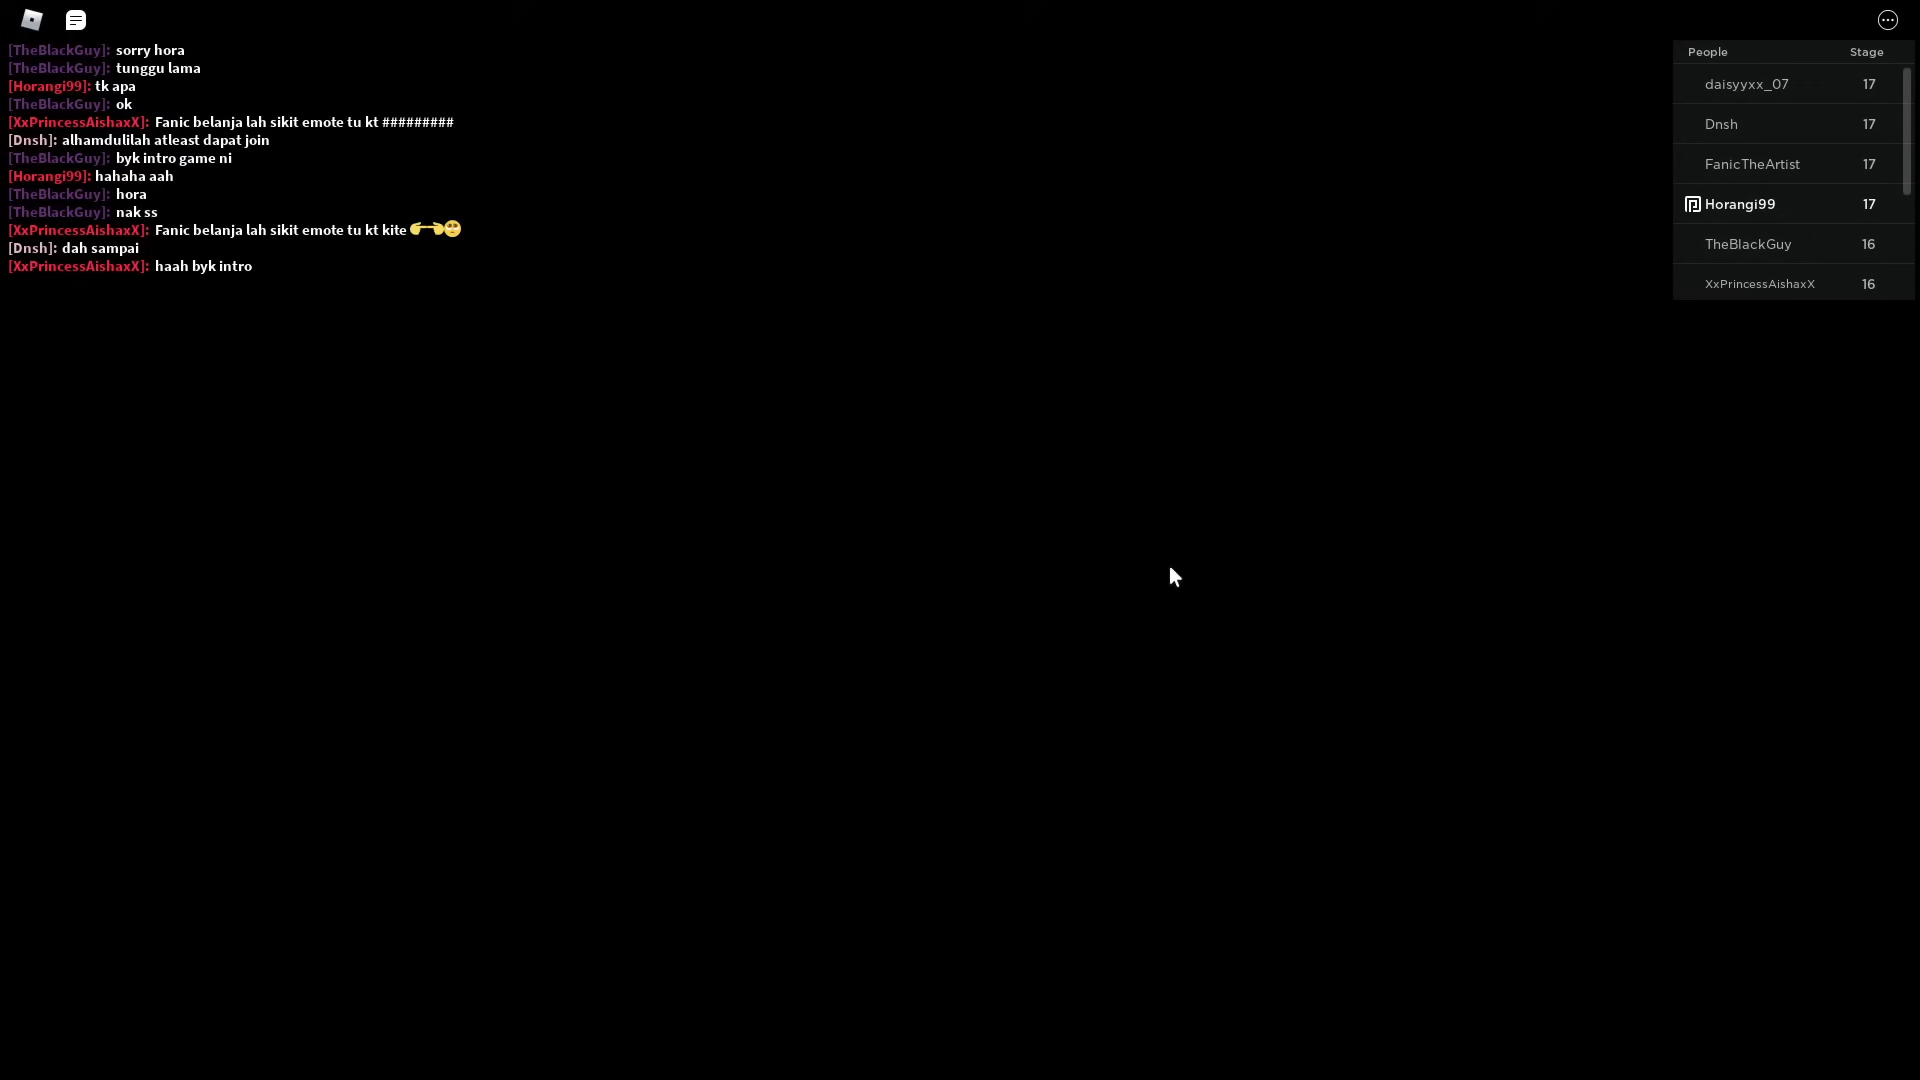 [TheBlackGuy]: sorry hora
[TheBlackGuy]: tunggu lama
[Horangi99]: tk apa
[TheBlackGuy]: ok
[XxPrincessAishaxX]: Fanic belanja lah sikit emote tu kt #########
[Dnsh]: alhamdulilah atleast dapat join
[TheBlackGuy]: byk intro game ni
[Horangi99]: hahaha aah
[TheBlackGuy]: hora
[TheBlackGuy]: nak ss
[XxPrincessAishaxX]: Fanic belanja lah sikit emote tu kt kite 👉👈🥺
[Dnsh]: dah sampai
[XxPrincessAishaxX]: haah byk intro
People Stage
daisyyxx_07 17
Dnsh 17
FanicTheArtist 17
Horangi99 17
TheBlackGuy 16
XxPrincessAishaxX 16